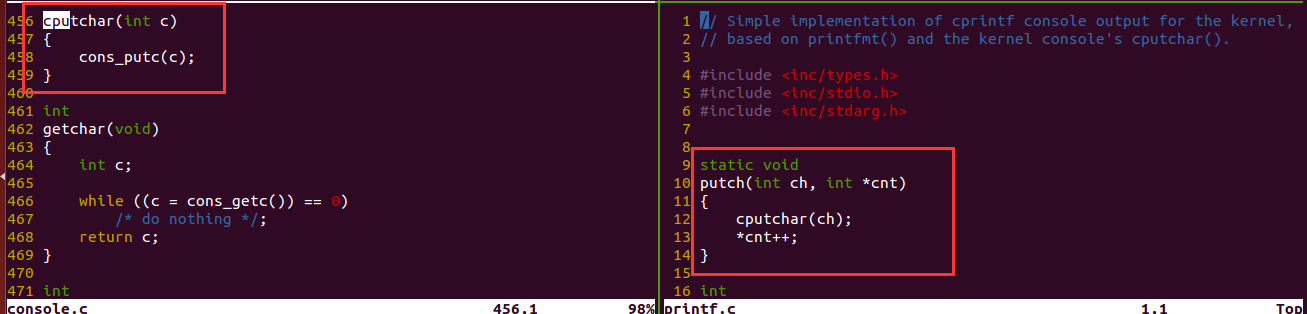 456 cputchar(int c)
457 {
458     cons_putc(c);
459 }
460
461 int
462 getchar(void)
463 {
464     int c;
465
466     while ((c = cons_getc()) == 0)
467         /* do nothing */;
468     return c;
469 }
470
471 int
console.c 456.1 98%
1 // Simple implementation of cprintf console output for the kernel,
2 // based on printfmt() and the kernel console's cputchar().
3
4 #include <inc/types.h>
5 #include <inc/stdio.h>
6 #include <inc/stdarg.h>
7
8
9 static void
10 putch(int ch, int *cnt)
11 {
12     cputchar(ch);
13     *cnt++;
14 }
15
16 int
printf.c 1.1 Top